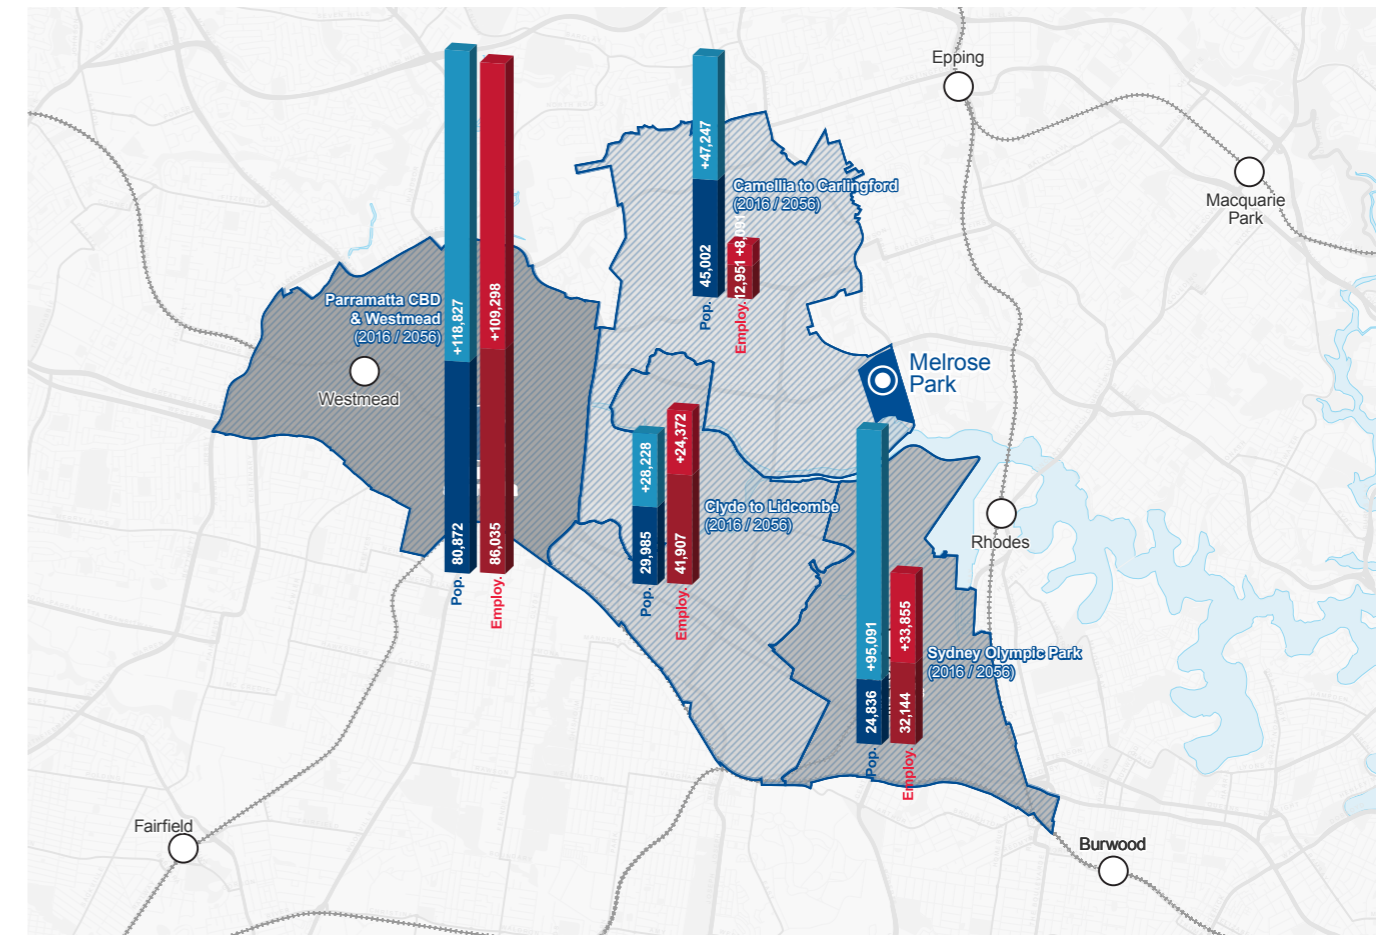 Epping
Macquarie
Park
+47,247
Camellia to Carlingford
(2016 / 2056)
45,002
12,951
Pop.
Employ.
Parramatta CBD
& Westmead
(2016 / 2056)
+118,827
+109,298
Westmead
80,872
86,035
Pop.
Employ.
Melrose
Park
+28,228
+24,372
Clyde to Lidcombe
(2016 / 2056)
29,985
41,907
Pop.
Employ.
Rhodes
+95,091
+33,855
Sydney Olympic Park
(2016 / 2056)
24,836
32,144
Pop.
Employ.
Fairfield
Burwood